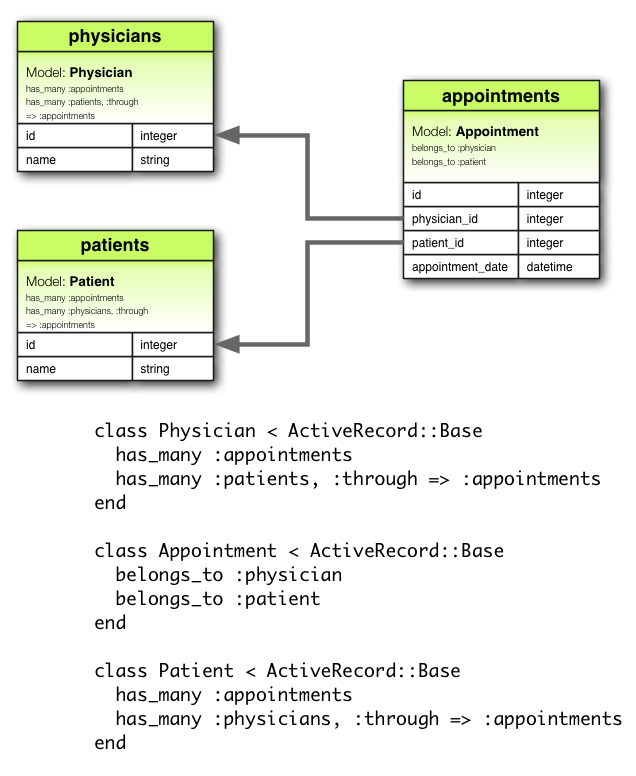 physicians
Model: Physician
has_many :appointments
has_many :patients, :through
=> :appointments
id integer
name string
appointments
Model: Appointment
belongs_to :physician
belongs_to :patient
id integer
physician_id integer
patient_id integer
appointment_date datetime
patients
Model: Patient
has_many :appointments
has_many :physicians, :through
=> :appointments
id integer
name string
class Physician < ActiveRecord::Base
  has_many :appointments
  has_many :patients, :through => :appointments
end

class Appointment < ActiveRecord::Base
  belongs_to :physician
  belongs_to :patient
end

class Patient < ActiveRecord::Base
  has_many :appointments
  has_many :physicians, :through => :appointments
end